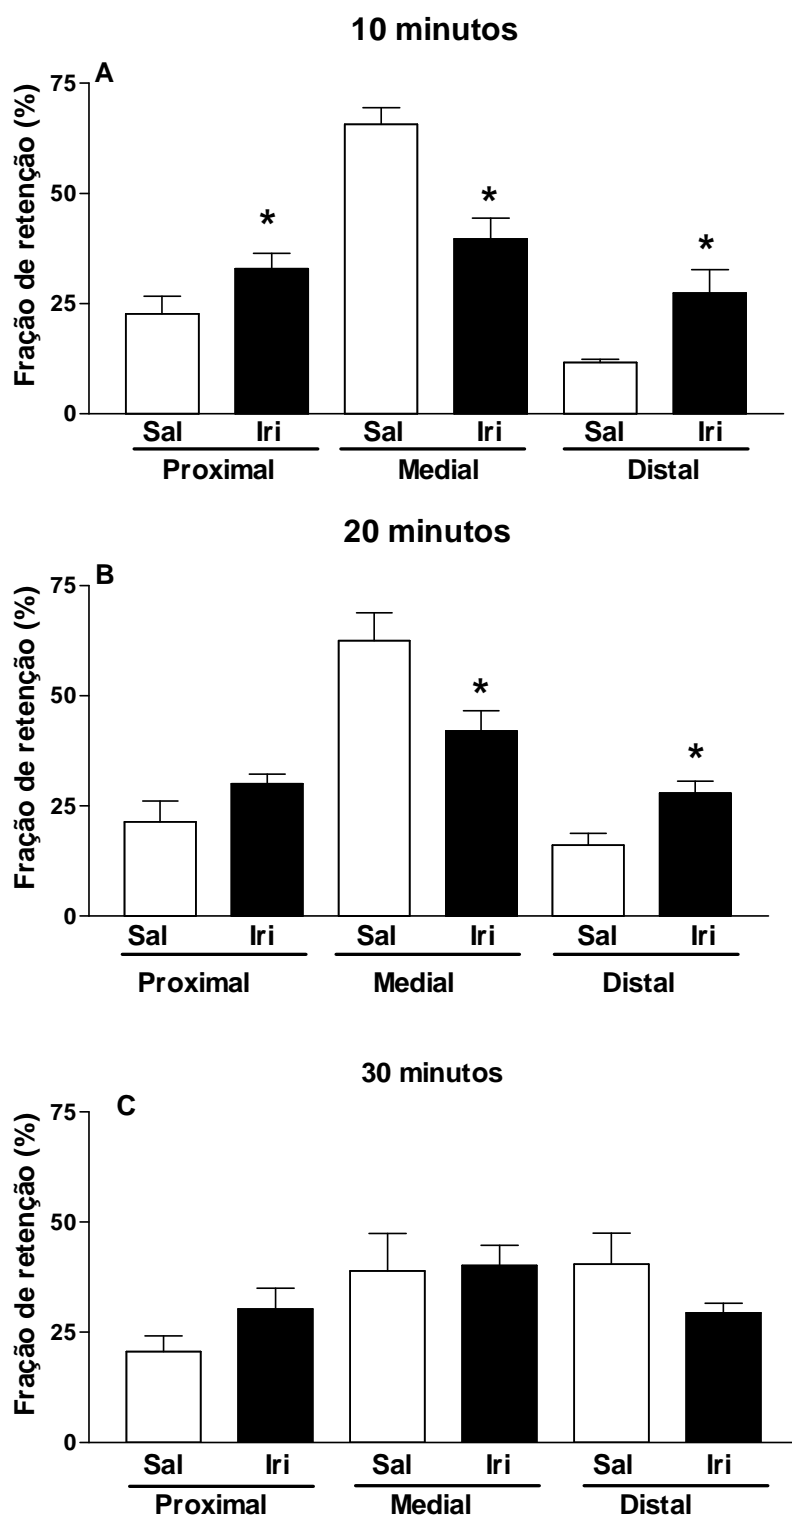 10 minutos
A
Fração de retenção (%)
75
50
25
0
*
*
*
Sal Iri Sal Iri Sal Iri
Proximal Medial Distal
20 minutos
B
Fração de retenção (%)
75
50
25
0
*
*
Sal Iri Sal Iri Sal Iri
Proximal Medial Distal
30 minutos
C
Fração de retenção (%)
75
50
25
0
Sal Iri Sal Iri Sal Iri
Proximal Medial Distal